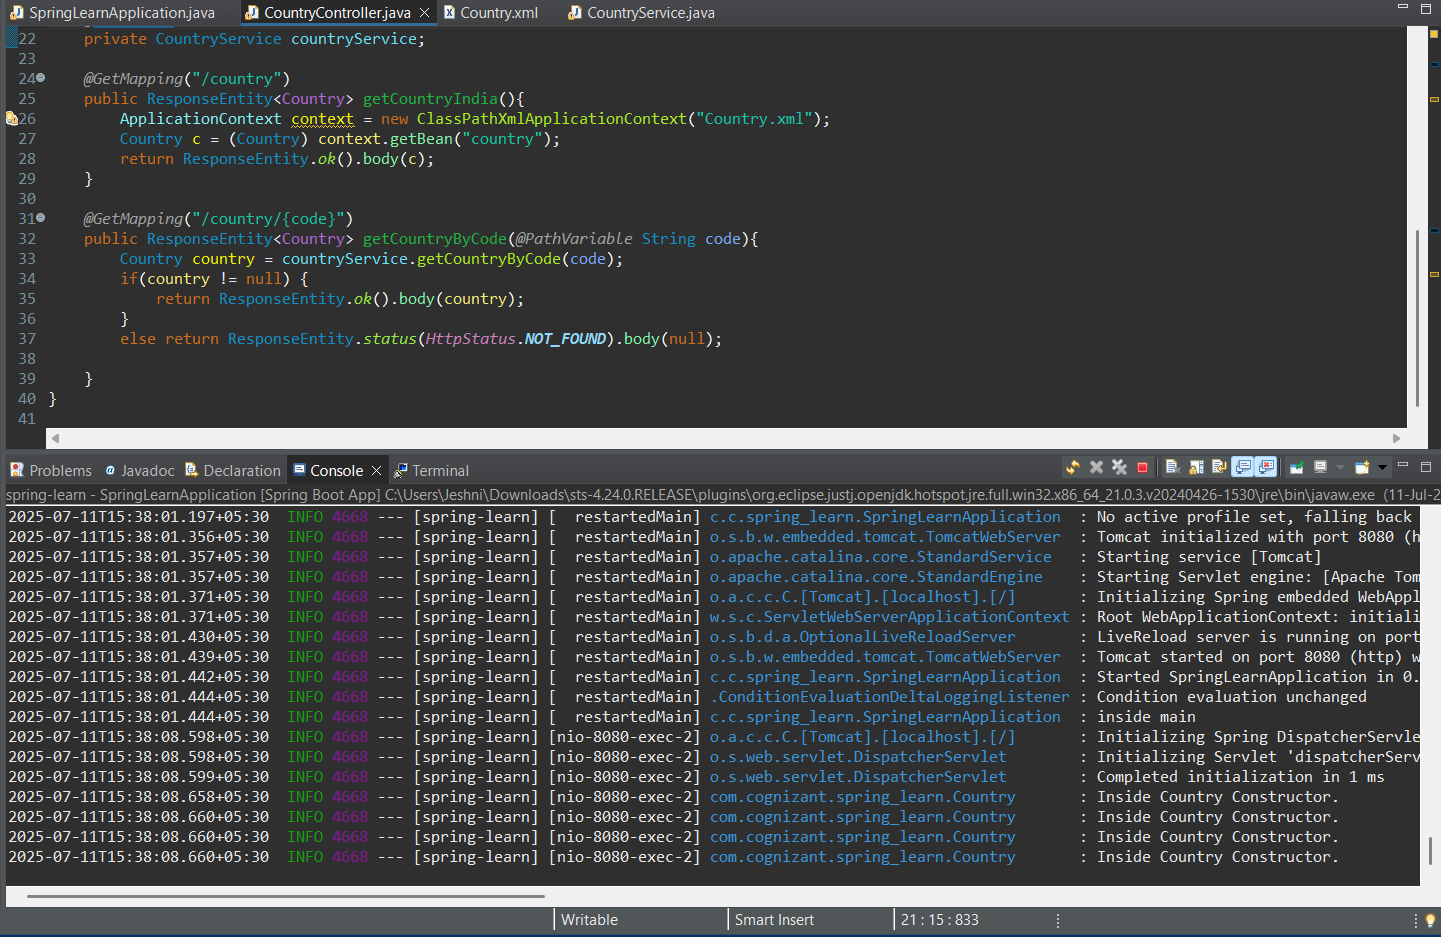 SpringLearnApplication.java CountryController.java Country.xml CountryService.java
22 private CountryService countryService;
23
24 @GetMapping("/country")
25 public ResponseEntity<Country> getCountryIndia(){
26 ApplicationContext context = new ClassPathXmlApplicationContext("Country.xml");
27 Country c = (Country) context.getBean("country");
28 return ResponseEntity.ok().body(c);
29 }
30
31 @GetMapping("/country/{code}")
32 public ResponseEntity<Country> getCountryByCode(@PathVariable String code){
33 Country country = countryService.getCountryByCode(code);
34 if(country != null) {
35 return ResponseEntity.ok().body(country);
36 }
37 else return ResponseEntity.status(HttpStatus.NOT_FOUND).body(null);
38
39 }
40 }
41
Problems Javadoc Declaration Console Terminal
spring-learn - SpringLearnApplication [Spring Boot App] C:\Users\Jeshni\Downloads\sts-4.24.0.RELEASE\plugins\org.eclipse.justj.openjdk.hotspot.jre.full.win32.x86_64_21.0.3.v20240426-1530\jre\bin\javaw.exe (11-Jul-2
2025-07-11T15:38:01.197+05:30 INFO 4668 --- [spring-learn] [ restartedMain] c.c.spring_learn.SpringLearnApplication : No active profile set, falling back
2025-07-11T15:38:01.356+05:30 INFO 4668 --- [spring-learn] [ restartedMain] o.s.b.w.embedded.tomcat.TomcatWebServer : Tomcat initialized with port 8080 (h
2025-07-11T15:38:01.357+05:30 INFO 4668 --- [spring-learn] [ restartedMain] o.apache.catalina.core.StandardService : Starting service [Tomcat]
2025-07-11T15:38:01.357+05:30 INFO 4668 --- [spring-learn] [ restartedMain] o.apache.catalina.core.StandardEngine : Starting Servlet engine: [Apache Tom
2025-07-11T15:38:01.371+05:30 INFO 4668 --- [spring-learn] [ restartedMain] o.a.c.c.C.[Tomcat].[localhost].[/] : Initializing Spring embedded WebAppl
2025-07-11T15:38:01.371+05:30 INFO 4668 --- [spring-learn] [ restartedMain] w.s.c.ServletWebServerApplicationContext : Root WebApplicationContext: initiali
2025-07-11T15:38:01.430+05:30 INFO 4668 --- [spring-learn] [ restartedMain] o.s.b.d.a.OptionalLiveReloadServer : LiveReload server is running on port
2025-07-11T15:38:01.439+05:30 INFO 4668 --- [spring-learn] [ restartedMain] o.s.b.w.embedded.tomcat.TomcatWebServer : Tomcat started on port 8080 (http) w
2025-07-11T15:38:01.442+05:30 INFO 4668 --- [spring-learn] [ restartedMain] c.c.spring_learn.SpringLearnApplication : Started SpringLearnApplication in 0.
2025-07-11T15:38:01.444+05:30 INFO 4668 --- [spring-learn] [ restartedMain] .ConditionEvaluationDeltaLoggingListener : Condition evaluation unchanged
2025-07-11T15:38:01.444+05:30 INFO 4668 --- [spring-learn] [ restartedMain] c.c.spring_learn.SpringLearnApplication : inside main
2025-07-11T15:38:08.598+05:30 INFO 4668 --- [spring-learn] [nio-8080-exec-2] o.a.c.c.C.[Tomcat].[localhost].[/] : Initializing Spring DispatcherServle
2025-07-11T15:38:08.598+05:30 INFO 4668 --- [spring-learn] [nio-8080-exec-2] o.s.web.servlet.DispatcherServlet : Initializing Servlet 'dispatcherServ
2025-07-11T15:38:08.599+05:30 INFO 4668 --- [spring-learn] [nio-8080-exec-2] o.s.web.servlet.DispatcherServlet : Completed initialization in 1 ms
2025-07-11T15:38:08.658+05:30 INFO 4668 --- [spring-learn] [nio-8080-exec-2] com.cognizant.spring_learn.Country : Inside Country Constructor.
2025-07-11T15:38:08.660+05:30 INFO 4668 --- [spring-learn] [nio-8080-exec-2] com.cognizant.spring_learn.Country : Inside Country Constructor.
2025-07-11T15:38:08.660+05:30 INFO 4668 --- [spring-learn] [nio-8080-exec-2] com.cognizant.spring_learn.Country : Inside Country Constructor.
2025-07-11T15:38:08.660+05:30 INFO 4668 --- [spring-learn] [nio-8080-exec-2] com.cognizant.spring_learn.Country : Inside Country Constructor.
Writable Smart Insert 21 : 15 : 833